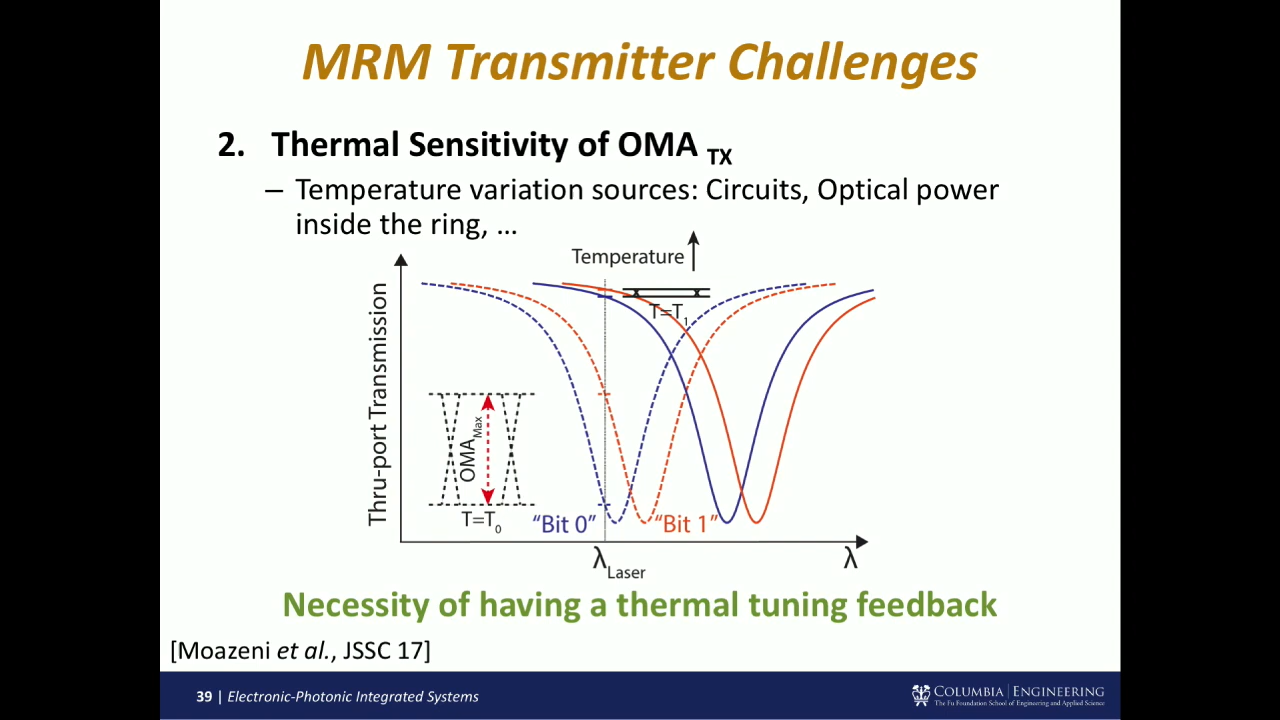 MRM Transmitter Challenges
2. Thermal Sensitivity of OMA TX
– Temperature variation sources: Circuits, Optical power
inside the ring, ...
Temperature
T=T1
Thru-port Transmission
OMAMax
T=T0
"Bit 0"
"Bit 1"
λLaser
λ
Necessity of having a thermal tuning feedback
[Moazeni et al., JSSC 17]
39 | Electronic-Photonic Integrated Systems
COLUMBIA | ENGINEERING
The Fu Foundation School of Engineering and Applied Science